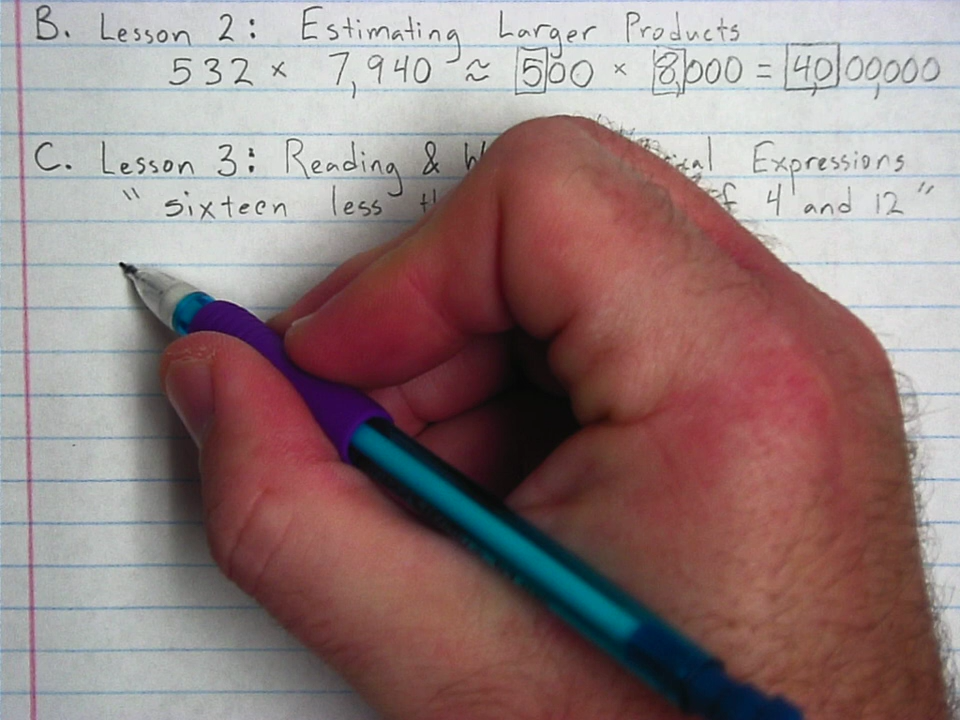 B. Lesson 2: Estimating Larger Products
532 × 7,940 ≈ 500 × 8,000 = 4,000,000
C. Lesson 3: Reading & Expressions
"sixteen less 4 and 12"